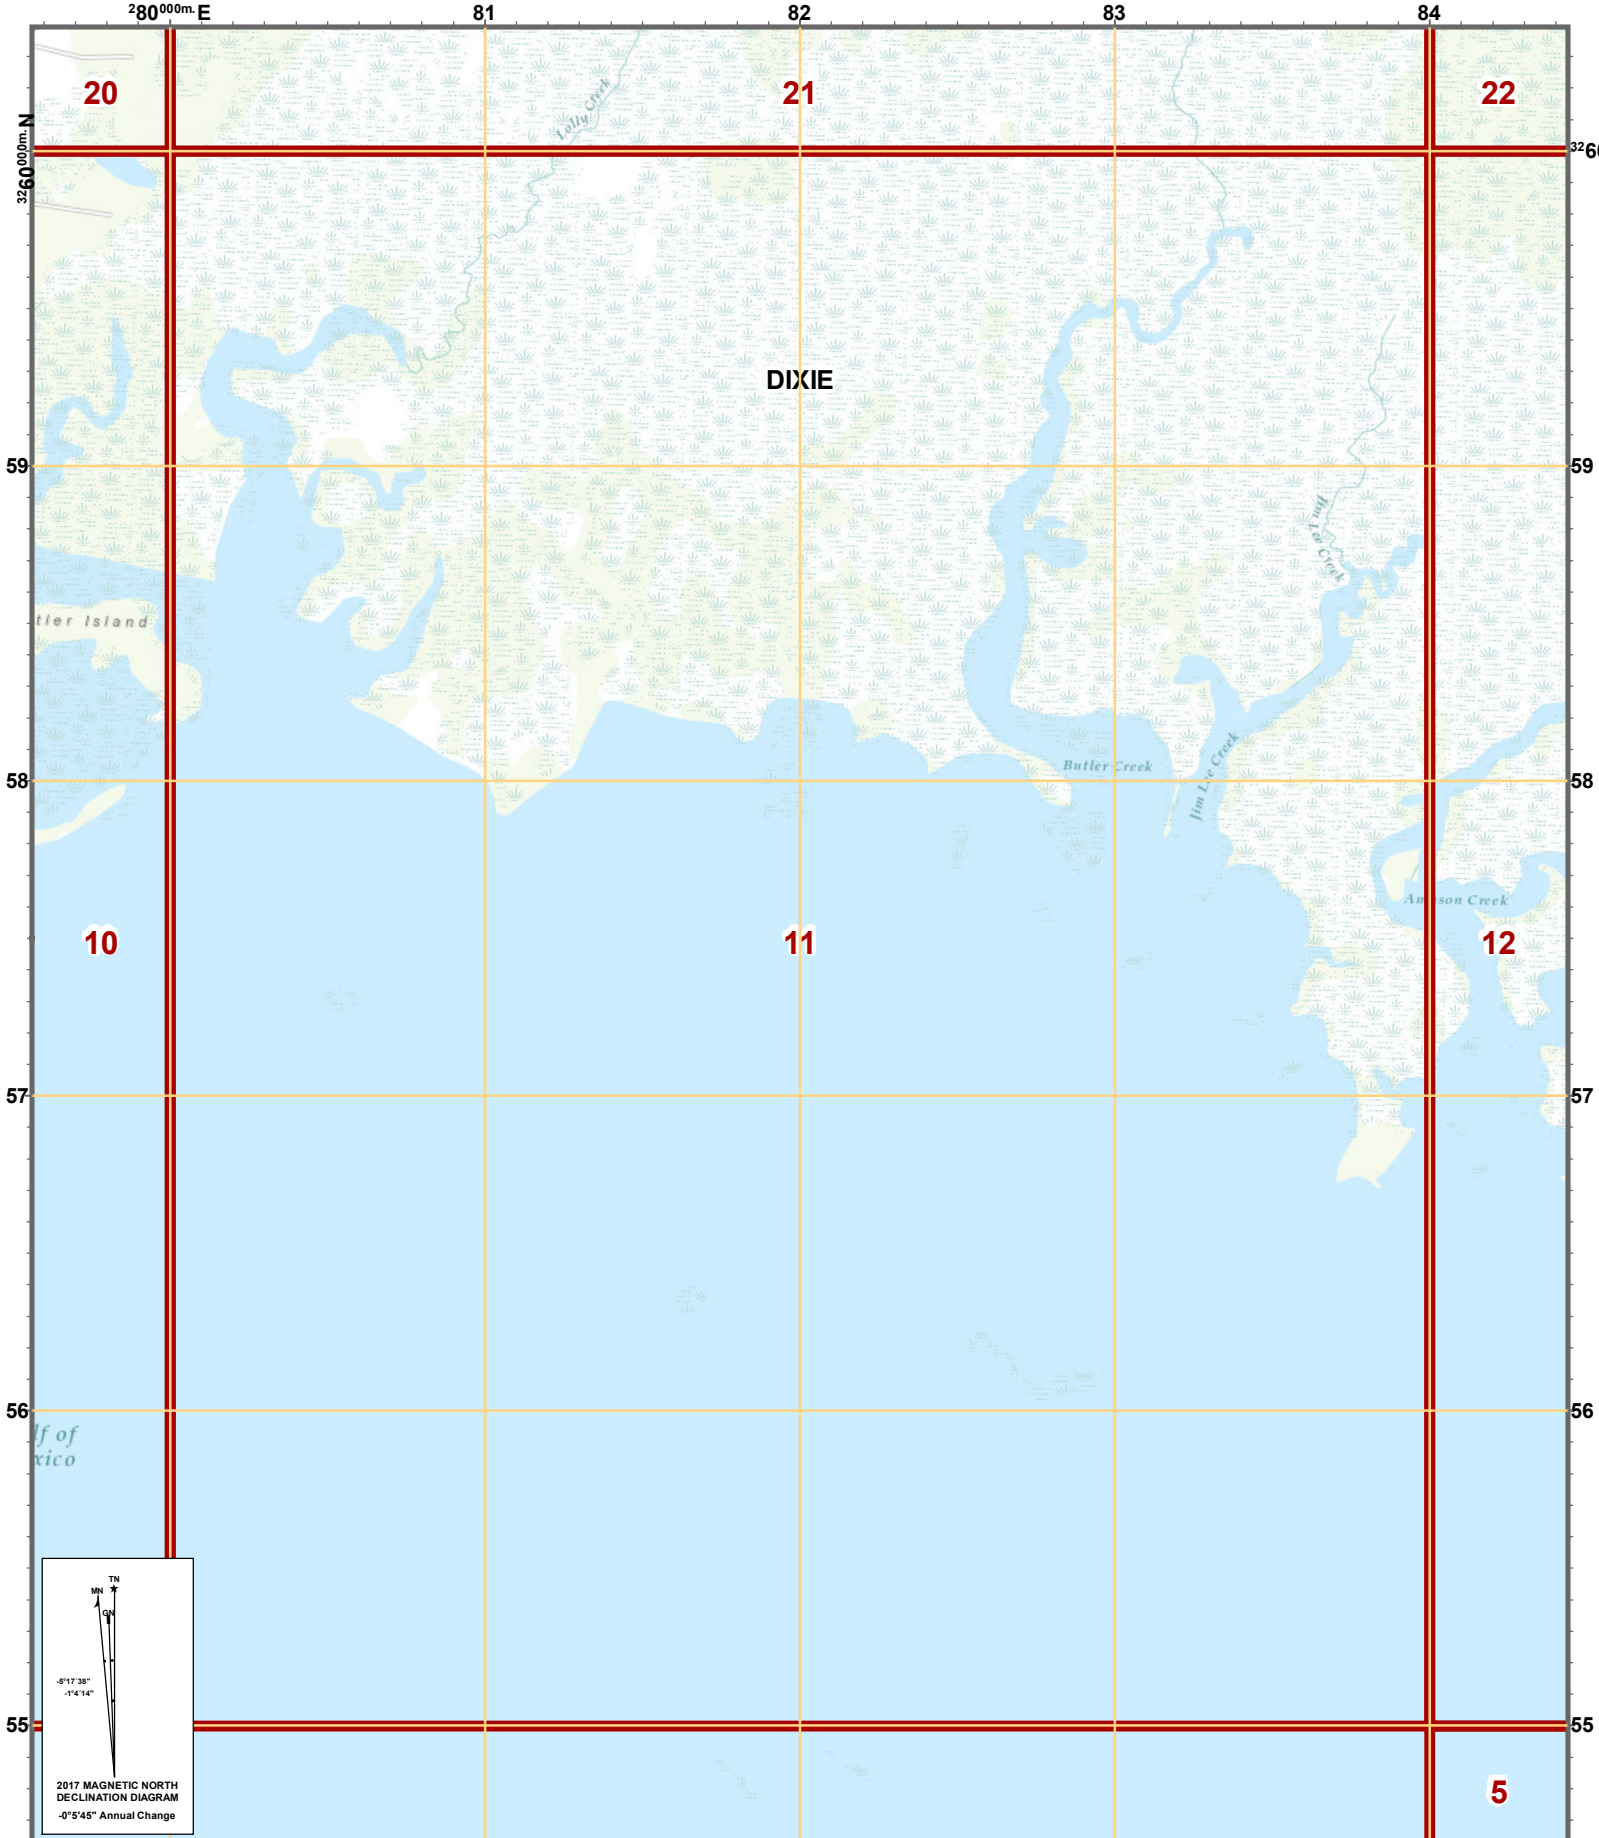 280000m.E 81 82 83 84
20 21 22
3260000m.N
Lolly Creek
DIXIE
59 59
Jim Lee Creek
tier Island
58 58
Butler Creek
Jim Lee Creek
Amason Creek
10 11 12
57 57
56 56
lf of
xico
TN
MN
GN
-5°17'38"
-1°4'14"
55 55
2017 MAGNETIC NORTH
DECLINATION DIAGRAM
-0°5'45" Annual Change
5